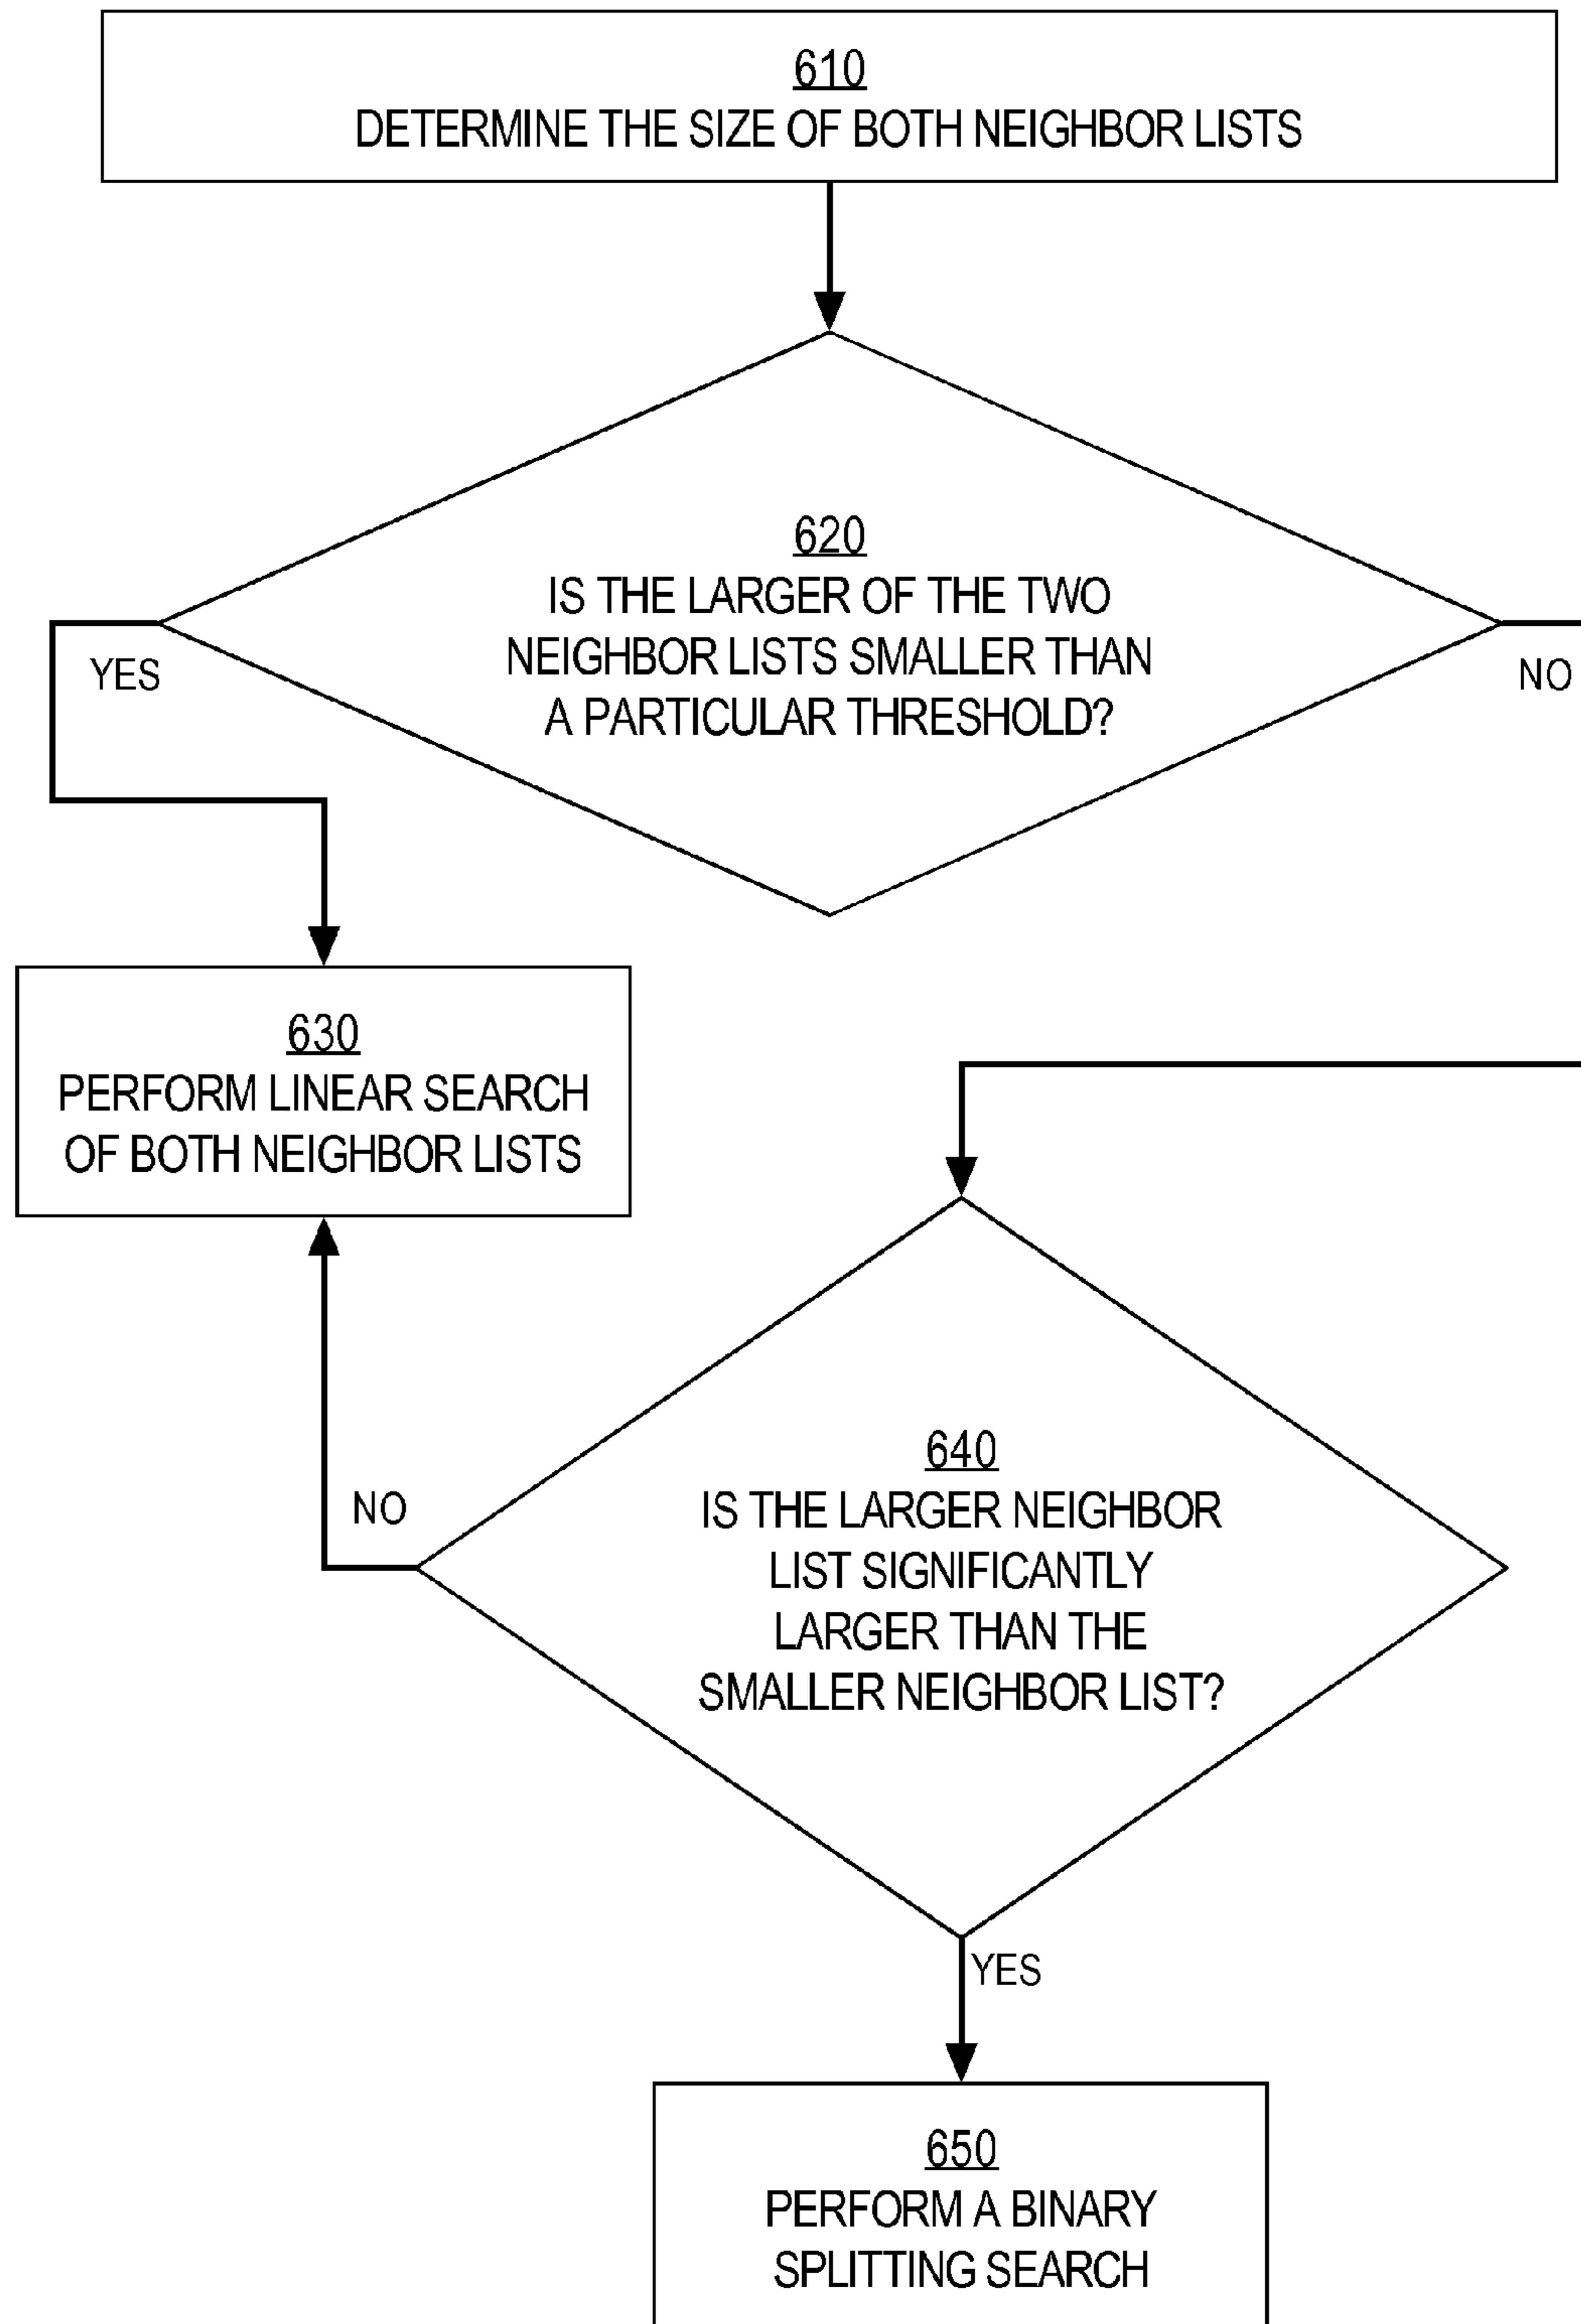 610
DETERMINE THE SIZE OF BOTH NEIGHBOR LISTS
620
IS THE LARGER OF THE TWO
NEIGHBOR LISTS SMALLER THAN
A PARTICULAR THRESHOLD?
YES
NO
630
PERFORM LINEAR SEARCH
OF BOTH NEIGHBOR LISTS
640
IS THE LARGER NEIGHBOR
LIST SIGNIFICANTLY
LARGER THAN THE
SMALLER NEIGHBOR LIST?
NO
YES
650
PERFORM A BINARY
SPLITTING SEARCH